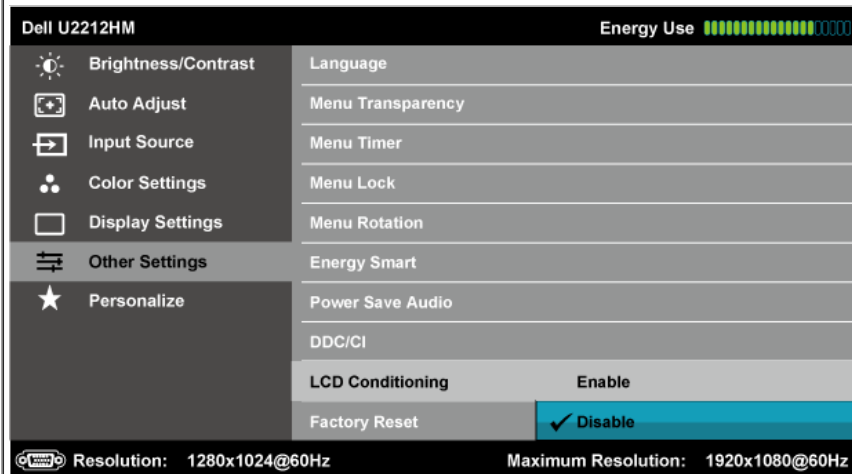 Dell U2212HM Energy Use
Brightness/Contrast Language
Auto Adjust Menu Transparency
Input Source Menu Timer
Color Settings Menu Lock
Display Settings Menu Rotation
Other Settings Energy Smart
Personalize Power Save Audio
DDC/CI
LCD Conditioning Enable
Factory Reset Disable
Resolution: 1280x1024@60Hz Maximum Resolution: 1920x1080@60Hz